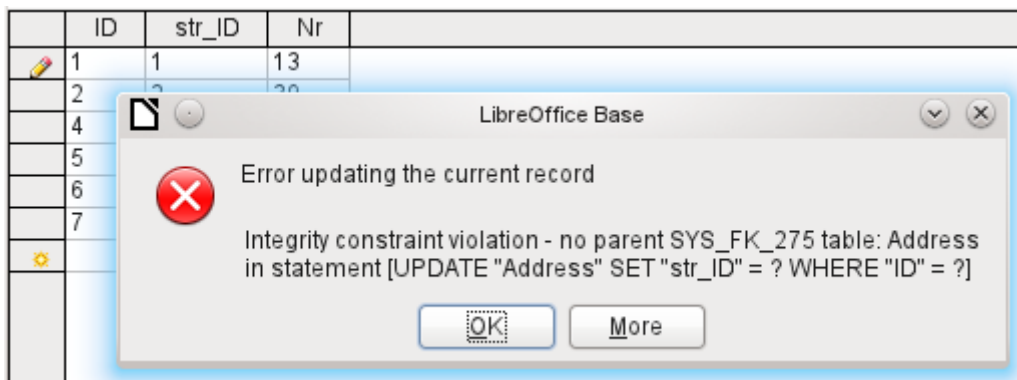 ID str_ID Nr
1 1 13
2
4
5
6
7
LibreOffice Base
Error updating the current record
Integrity constraint violation - no parent SYS_FK_275 table: Address
in statement [UPDATE "Address" SET "str_ID" = ? WHERE "ID" = ?]
OK More